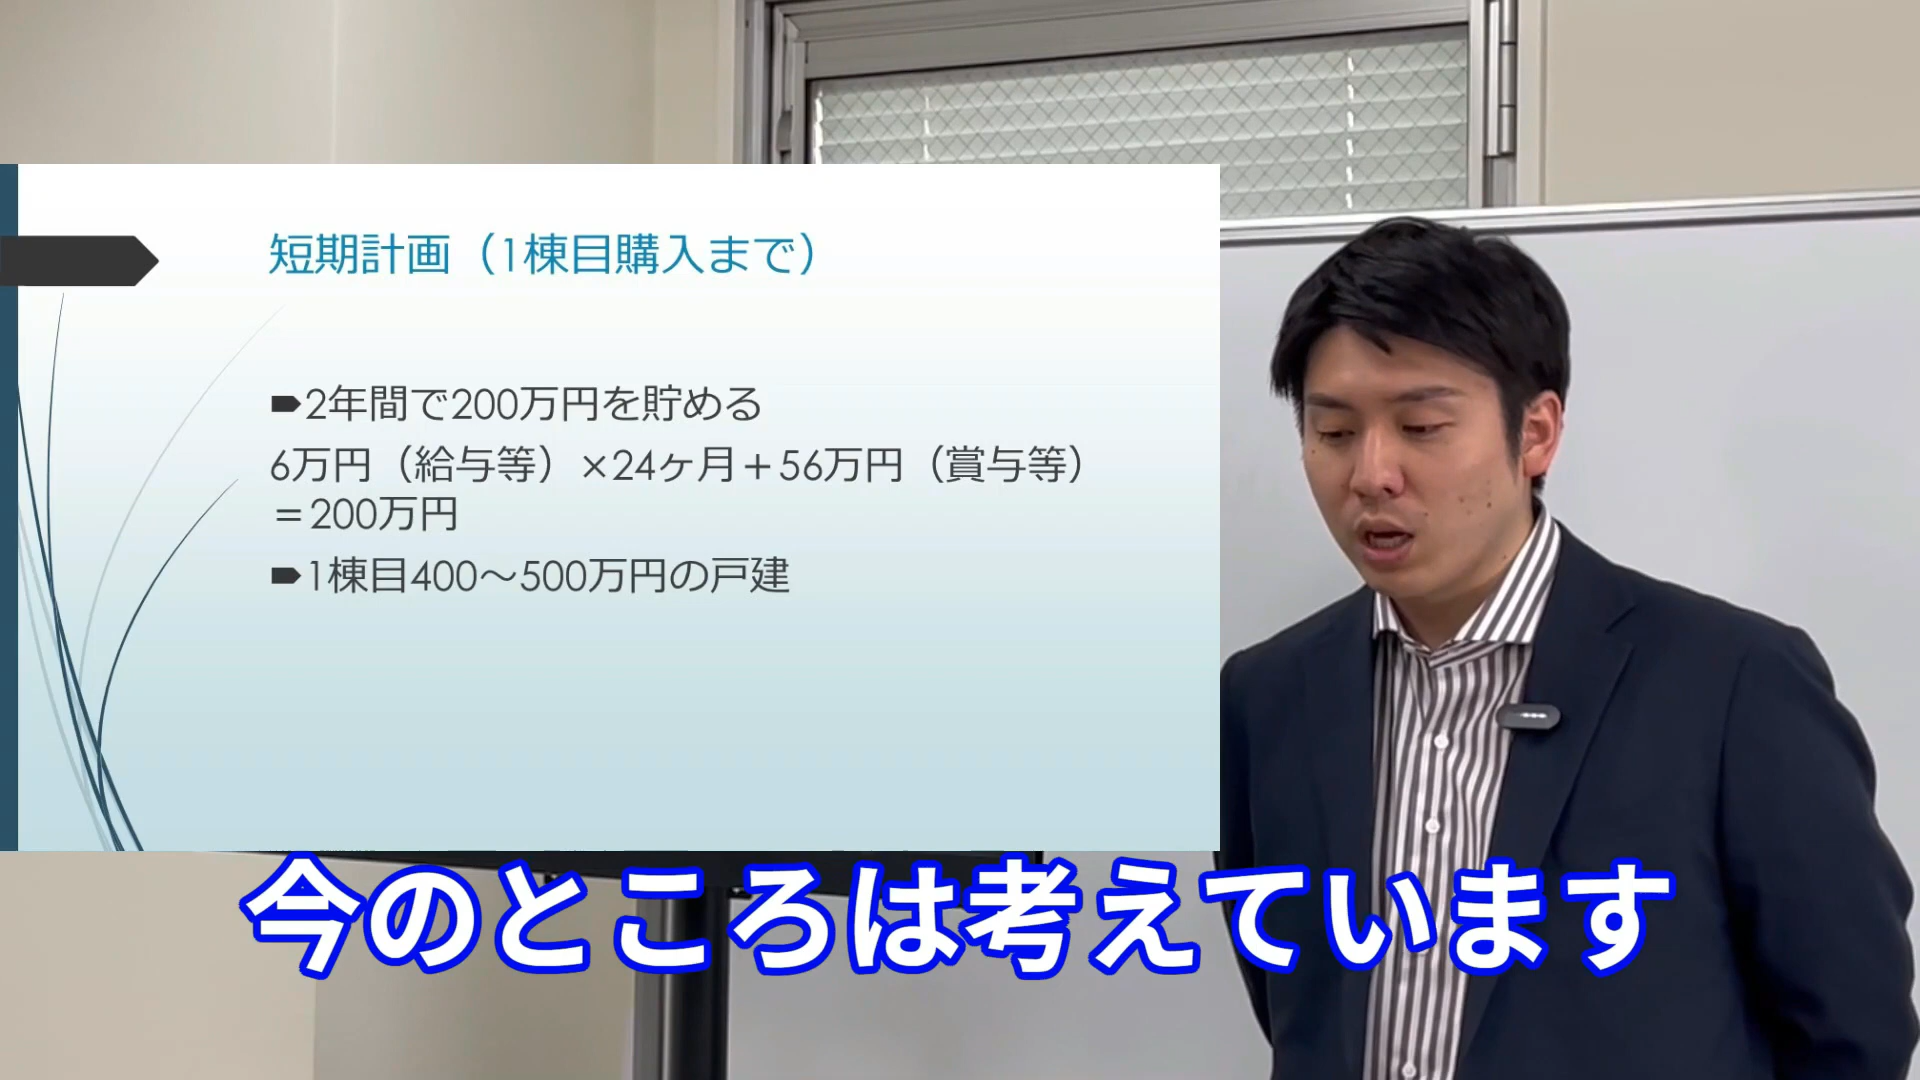 短期計画（1棟目購入まで）
2年間で200万円を貯める
6万円（給与等）×24ヶ月＋56万円（賞与等）
＝200万円
1棟目400～500万円の戸建
今のところは考えています